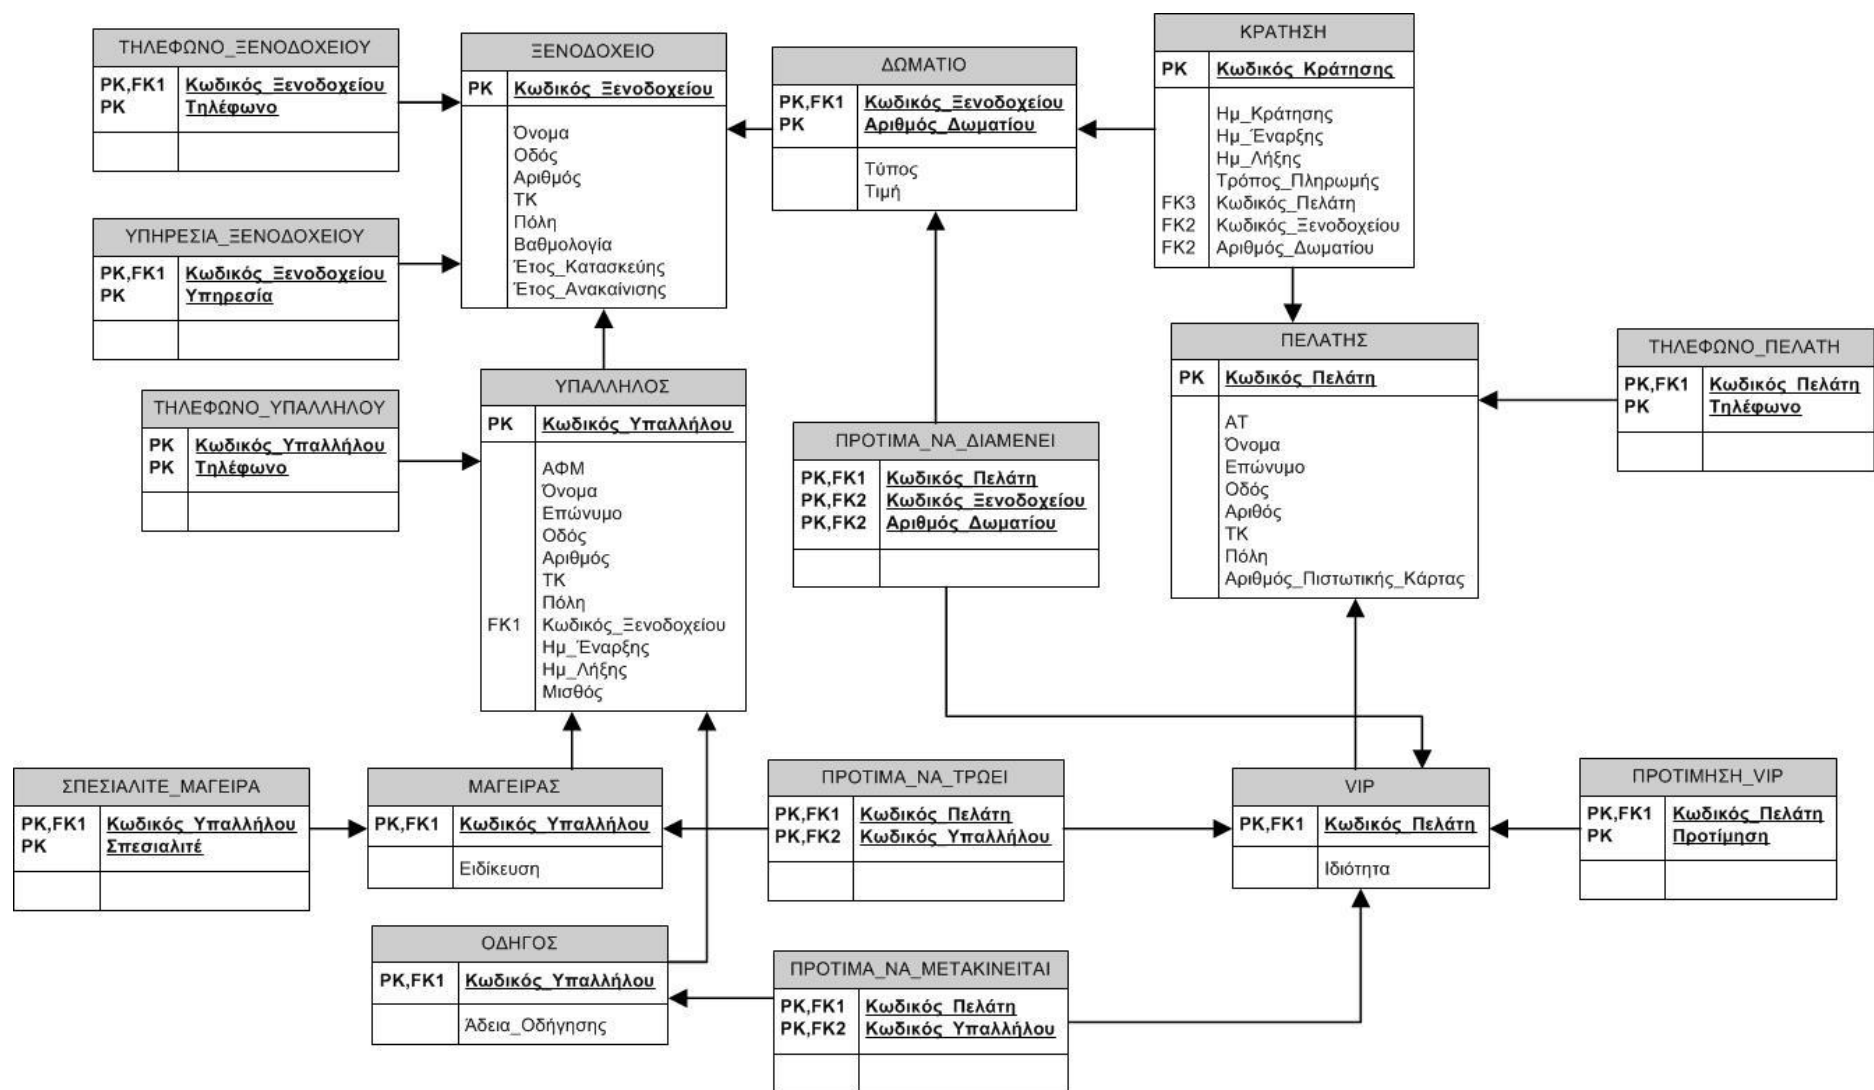 ΤΗΛΕΦΩΝΟ_ΞΕΝΟΔΟΧΕΙΟΥ
PK,FK1 Κωδικός_Ξενοδοχείου
PK Τηλέφωνο
ΞΕΝΟΔΟΧΕΙΟ
PK Κωδικός_Ξενοδοχείου
Όνομα
Οδός
Αριθμός
ΤΚ
Πόλη
Βαθμολογία
Έτος_Κατασκεύης
Έτος_Ανακαίνισης
ΔΩΜΑΤΙΟ
PK,FK1 Κωδικός_Ξενοδοχείου
PK Αριθμός_Δωματίου
Τύπος
Τιμή
ΚΡΑΤΗΣΗ
PK Κωδικός_Κράτησης
Ημ_Κράτησης
Ημ_Έναρξης
Ημ_Λήξης
Τρόπος_Πληρωμής
FK3 Κωδικός_Πελάτη
FK2 Κωδικός_Ξενοδοχείου
FK2 Αριθμός_Δωματίου
ΥΠΗΡΕΣΙΑ_ΞΕΝΟΔΟΧΕΙΟΥ
PK,FK1 Κωδικός_Ξενοδοχείου
PK Υπηρεσία
ΤΗΛΕΦΩΝΟ_ΥΠΑΛΛΗΛΟΥ
PK Κωδικός_Υπαλλήλου
PK Τηλέφωνο
ΥΠΑΛΛΗΛΟΣ
PK Κωδικός_Υπαλλήλου
ΑΦΜ
Όνομα
Επώνυμο
Οδός
Αριθμός
ΤΚ
Πόλη
FK1 Κωδικός_Ξενοδοχείου
Ημ_Έναρξης
Ημ_Λήξης
Μισθός
ΠΡΟΤΙΜΑ_ΝΑ_ΔΙΑΜΕΝΕΙ
PK,FK1 Κωδικός_Πελάτη
PK,FK2 Κωδικός_Ξενοδοχείου
PK,FK2 Αριθμός_Δωματίου
ΠΕΛΑΤΗΣ
PK Κωδικός_Πελάτη
ΑΤ
Όνομα
Επώνυμο
Οδός
Αριθός
ΤΚ
Πόλη
Αριθμός_Πιστωτικής_Κάρτας
ΤΗΛΕΦΩΝΟ_ΠΕΛΑΤΗ
PK,FK1 Κωδικός_Πελάτη
PK Τηλέφωνο
ΣΠΕΣΙΑΛΙΤΕ_ΜΑΓΕΙΡΑ
PK,FK1 Κωδικός_Υπαλλήλου
PK Σπεσιαλιτέ
ΜΑΓΕΙΡΑΣ
PK,FK1 Κωδικός_Υπαλλήλου
Ειδίκευση
ΠΡΟΤΙΜΑ_ΝΑ_ΤΡΩΕΙ
PK,FK1 Κωδικός_Πελάτη
PK,FK2 Κωδικός_Υπαλλήλου
VIP
PK,FK1 Κωδικός_Πελάτη
Ιδιότητα
ΠΡΟΤΙΜΗΣΗ_VIP
PK,FK1 Κωδικός_Πελάτη
PK Προτίμηση
ΟΔΗΓΟΣ
PK,FK1 Κωδικός_Υπαλλήλου
Άδεια_Οδήγησης
ΠΡΟΤΙΜΑ_ΝΑ_ΜΕΤΑΚΙΝΕΙΤΑΙ
PK,FK1 Κωδικός_Πελάτη
PK,FK2 Κωδικός_Υπαλλήλου